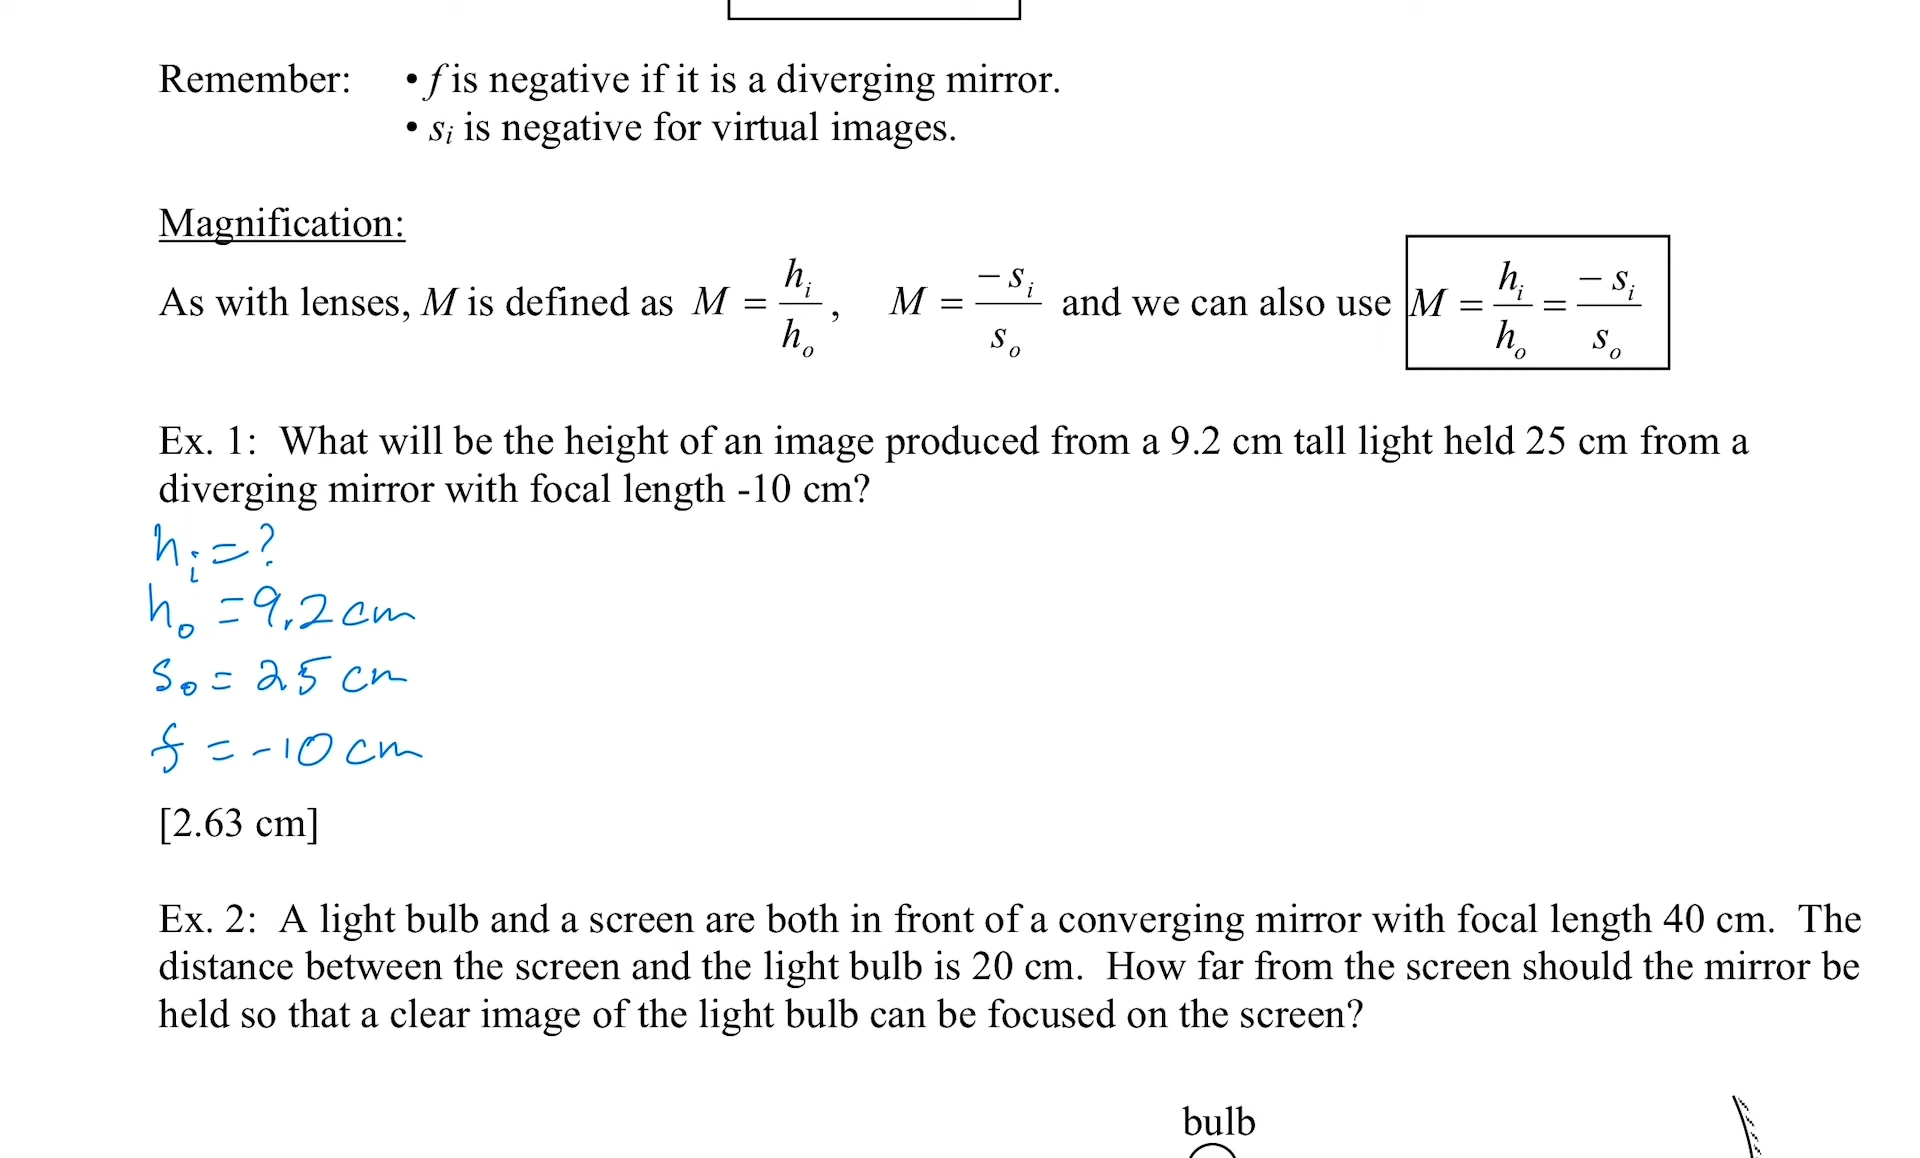 Remember: • f is negative if it is a diverging mirror.
• sᵢ is negative for virtual images.
Magnification:
As with lenses, M is defined as M = hᵢ/hₒ, M = −sᵢ/sₒ and we can also use M = hᵢ/hₒ = −sᵢ/sₒ
Ex. 1: What will be the height of an image produced from a 9.2 cm tall light held 25 cm from a
diverging mirror with focal length -10 cm?
hᵢ = ?
hₒ = 9.2 cm
sₒ = 25 cm
f = -10 cm
[2.63 cm]
Ex. 2: A light bulb and a screen are both in front of a converging mirror with focal length 40 cm. The
distance between the screen and the light bulb is 20 cm. How far from the screen should the mirror be
held so that a clear image of the light bulb can be focused on the screen?
bulb